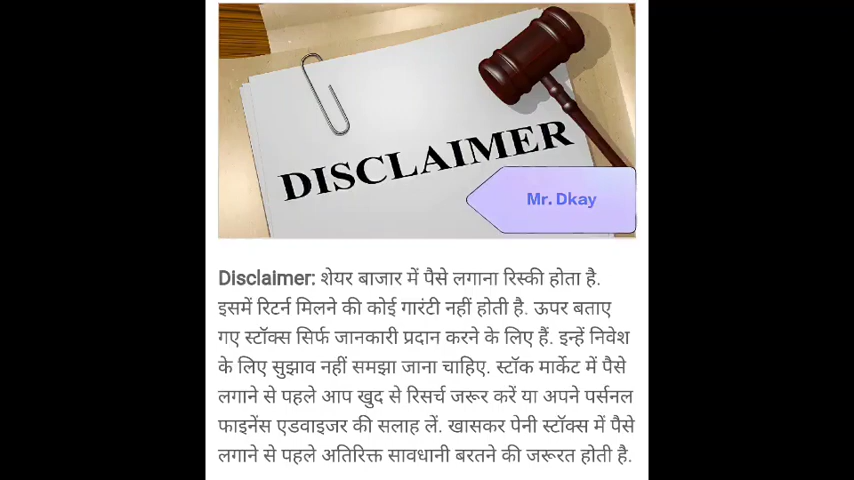 DISCLAIMER
Mr. Dkay
Disclaimer: शेयर बाजार में पैसे लगाना रिस्की होता है.
इसमें रिटर्न मिलने की कोई गारंटी नहीं होती है. ऊपर बताए
गए स्टॉक्स सिर्फ जानकारी प्रदान करने के लिए हैं. इन्हें निवेश
के लिए सुझाव नहीं समझा जाना चाहिए. स्टॉक मार्केट में पैसे
लगाने से पहले आप खुद से रिसर्च जरूर करें या अपने पर्सनल
फाइनेंस एडवाइजर की सलाह लें. खासकर पेनी स्टॉक्स में पैसे
लगाने से पहले अतिरिक्त सावधानी बरतने की जरूरत होती है.